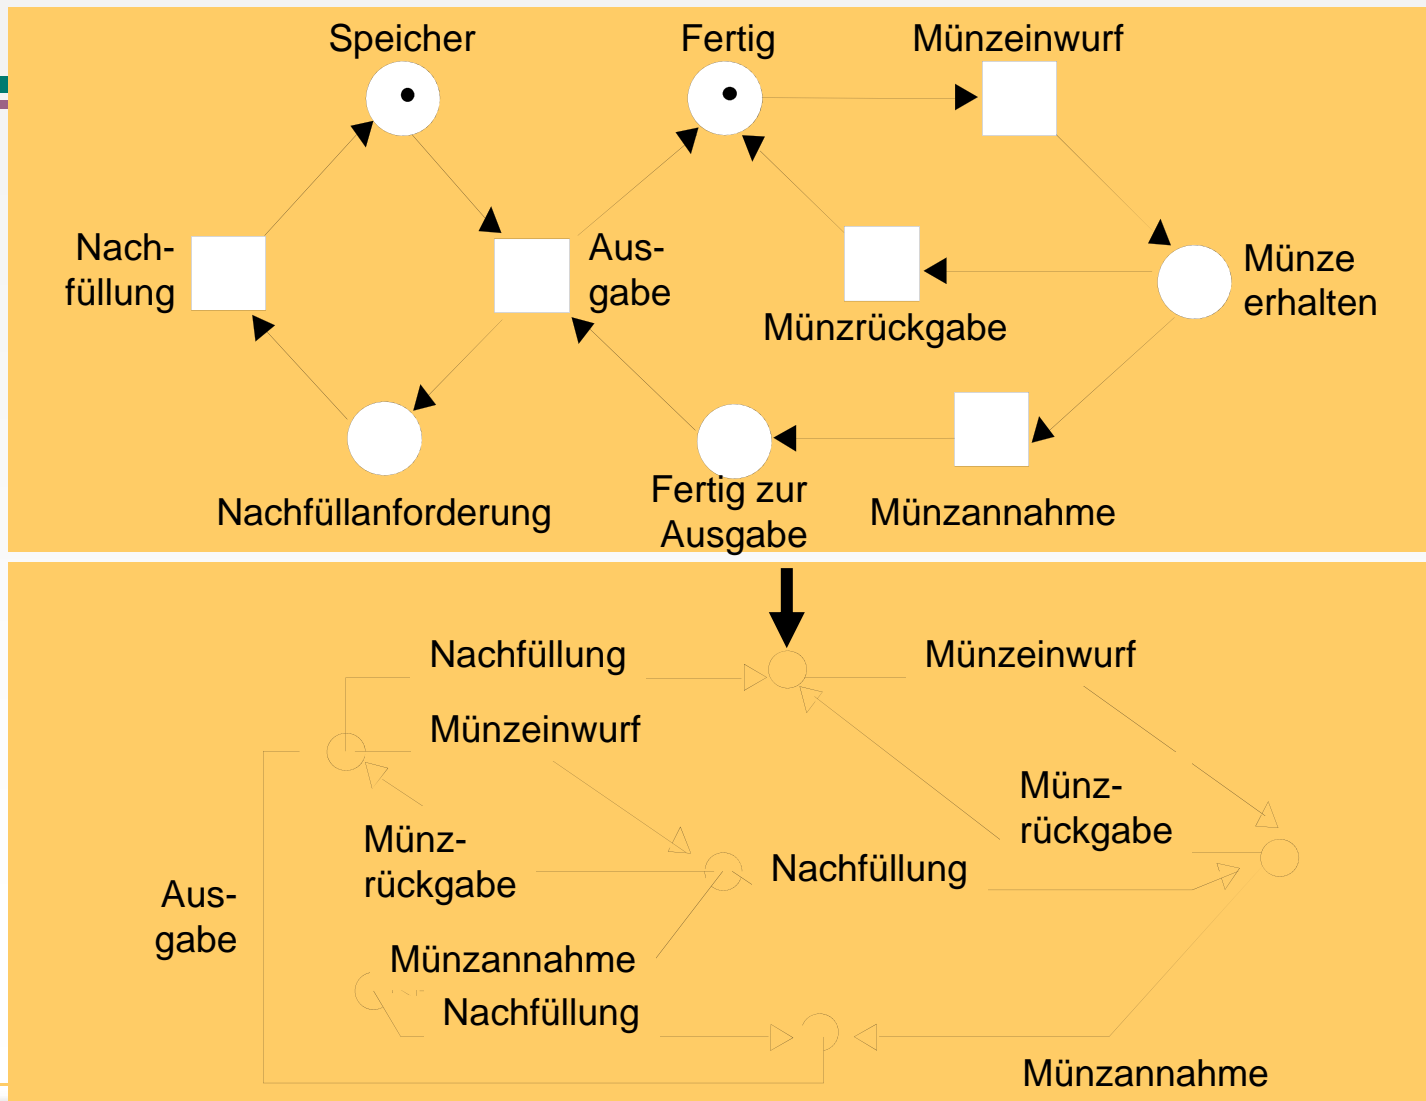 Speicher
Fertig
Münzeinwurf
Nach-
füllung
Aus-
gabe
Münze
erhalten
Münzrückgabe
Nachfüllanforderung
Fertig zur
Ausgabe
Münzannahme
Nachfüllung
Münzeinwurf
Münzeinwurf
Münz-
rückgabe
Münz-
rückgabe
Nachfüllung
Aus-
gabe
Münzannahme
Nachfüllung
Münzannahme